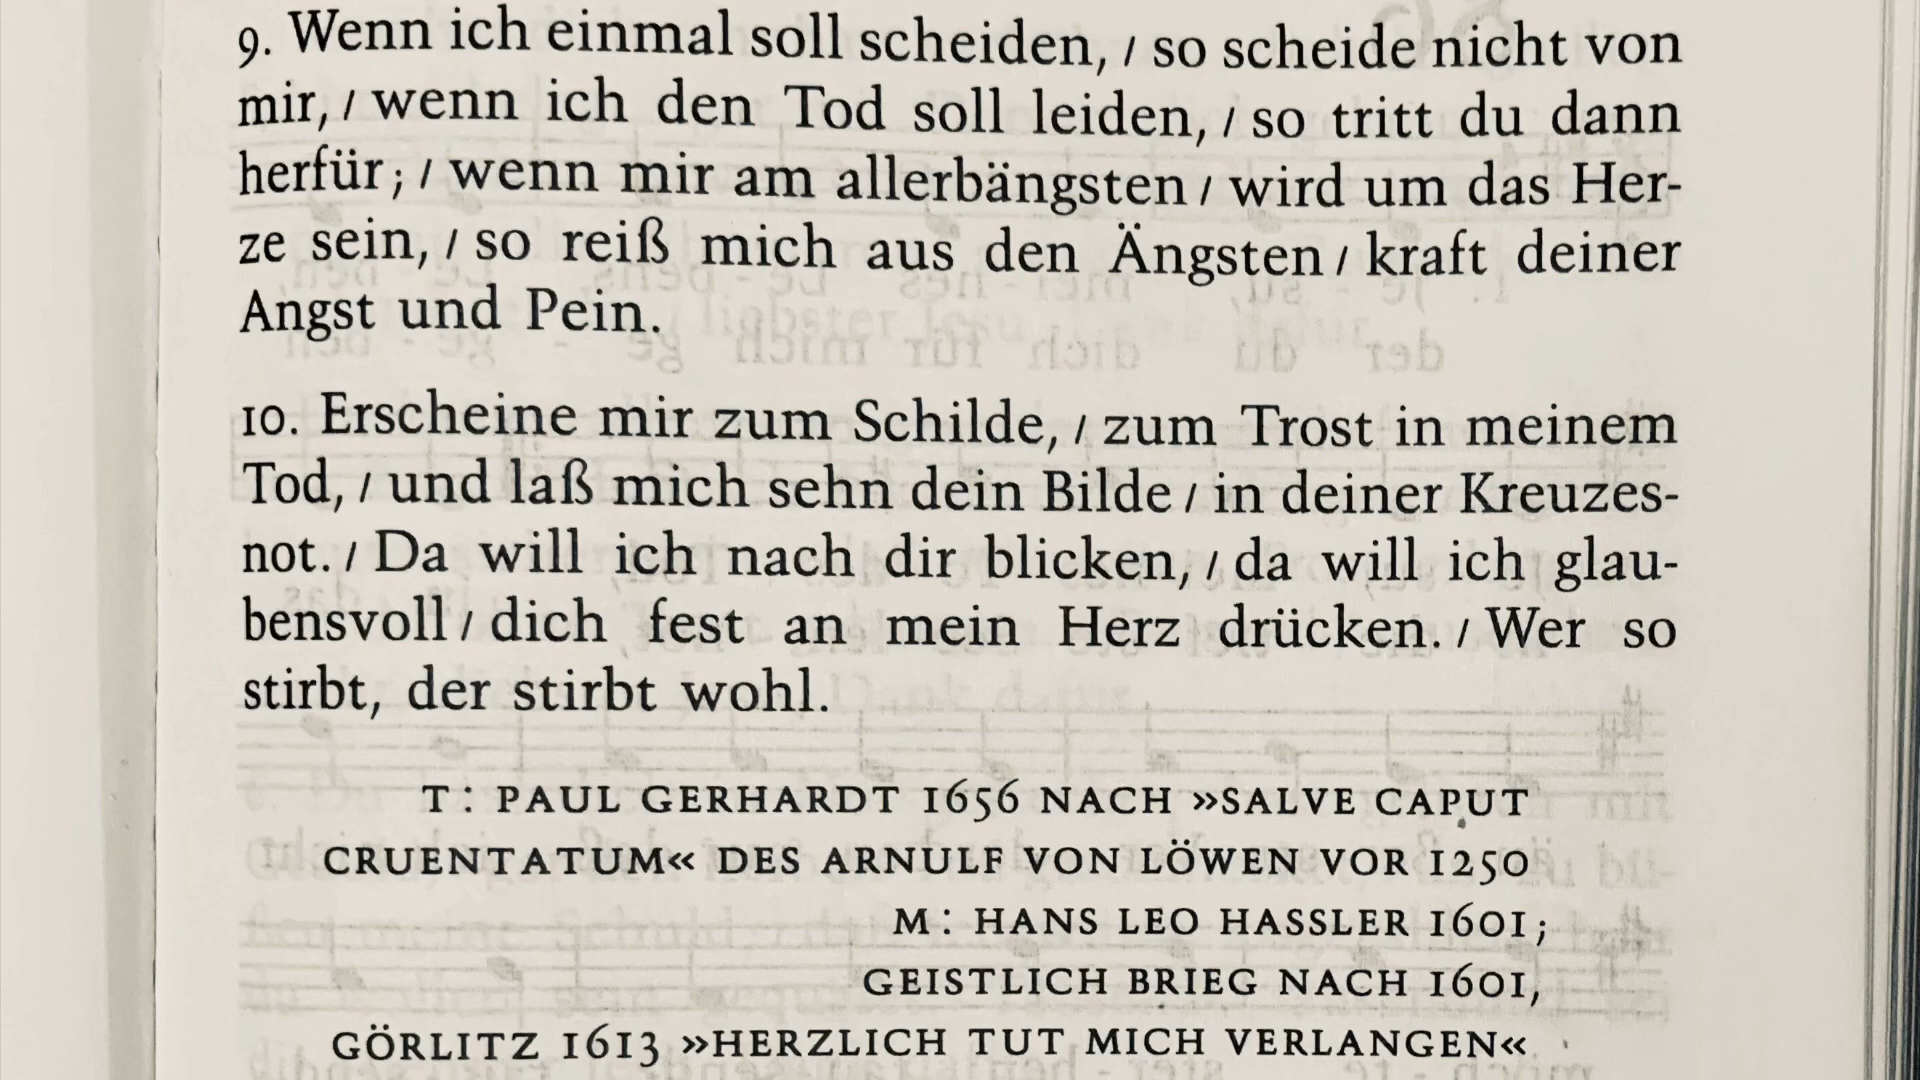 9. Wenn ich einmal soll scheiden, / so scheide nicht von
mir, / wenn ich den Tod soll leiden, / so tritt du dann
herfür; / wenn mir am allerbängsten / wird um das Her-
ze sein, / so reiß mich aus den Ängsten / kraft deiner
Angst und Pein.
10. Erscheine mir zum Schilde, / zum Trost in meinem
Tod, / und laß mich sehn dein Bilde / in deiner Kreuzes-
not. / Da will ich nach dir blicken, / da will ich glau-
bensvoll / dich fest an mein Herz drücken. / Wer so
stirbt, der stirbt wohl.
T: PAUL GERHARDT 1656 NACH »SALVE CAPUT
CRUENTATUM« DES ARNULF VON LÖWEN VOR 1250
M: HANS LEO HASSLER 1601;
GEISTLICH BRIEG NACH 1601,
GÖRLITZ 1613 »HERZLICH TUT MICH VERLANGEN«